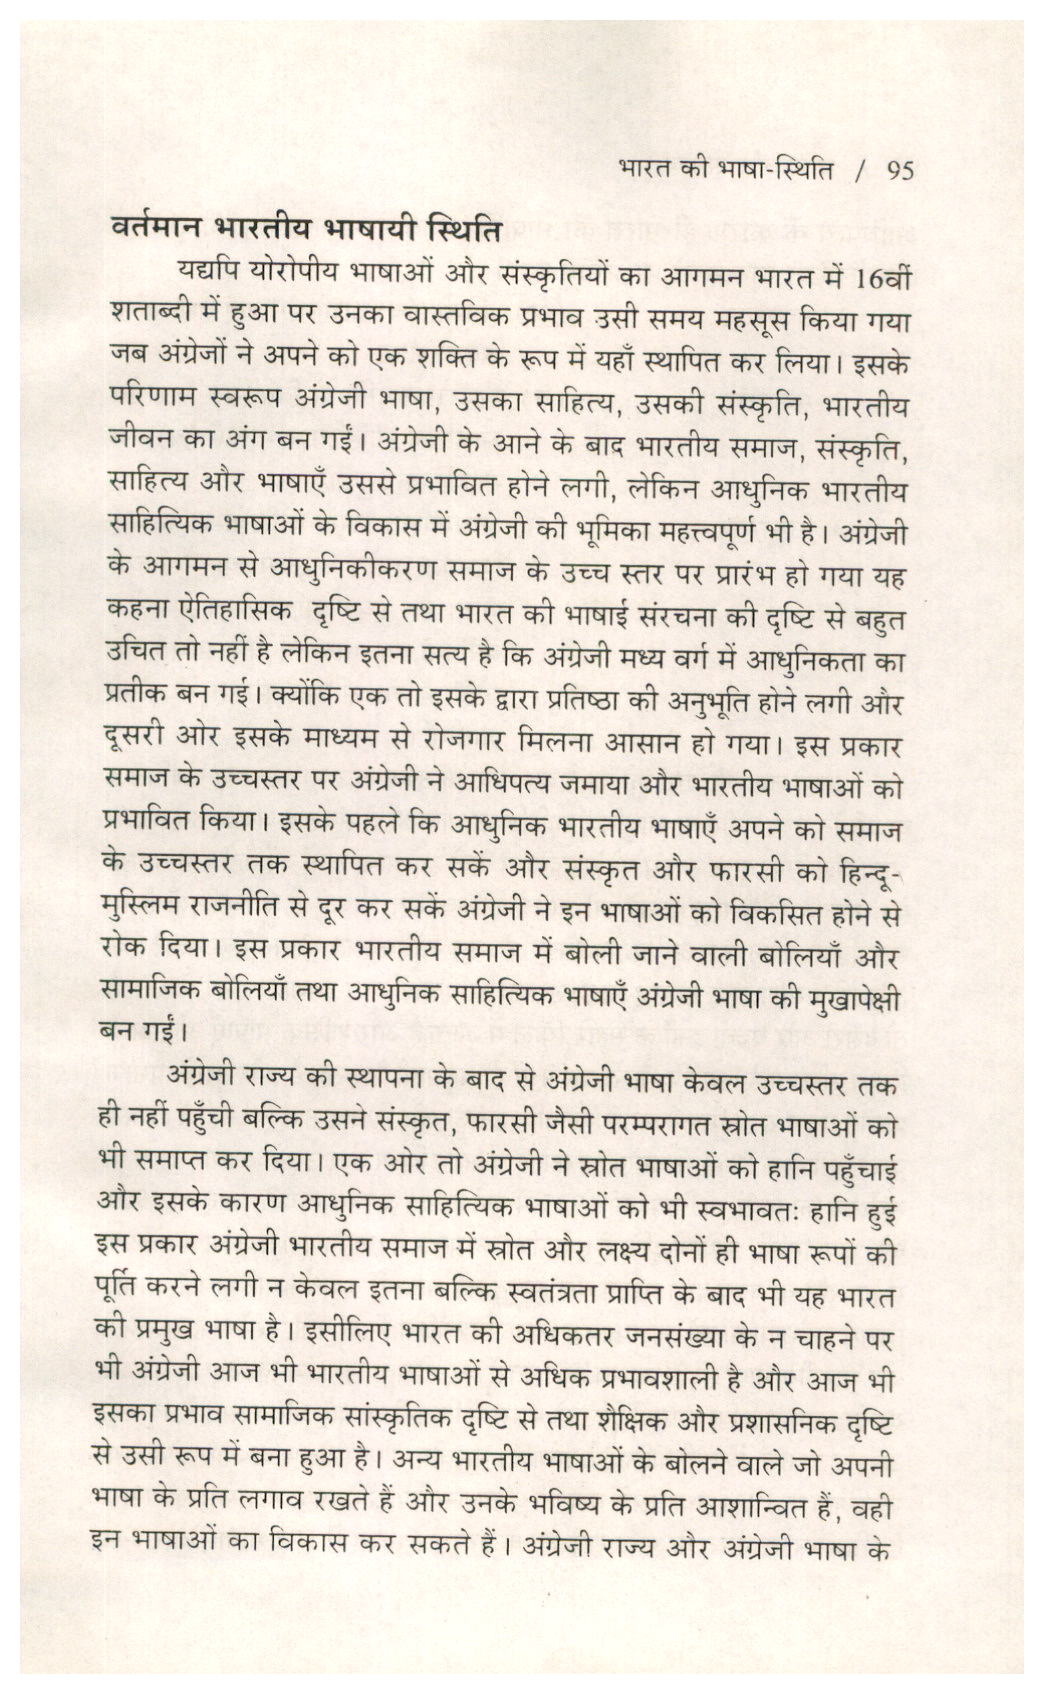 भारत की भाषा-स्थिति / 95
वर्तमान भारतीय भाषायी स्थिति
यद्यपि योरोपीय भाषाओं और संस्कृतियों का आगमन भारत में 16वीं
शताब्दी में हुआ पर उनका वास्तविक प्रभाव उसी समय महसूस किया गया
जब अंग्रेजों ने अपने को एक शक्ति के रूप में यहाँ स्थापित कर लिया। इसके
परिणाम स्वरूप अंग्रेजी भाषा, उसका साहित्य, उसकी संस्कृति, भारतीय
जीवन का अंग बन गईं। अंग्रेजी के आने के बाद भारतीय समाज, संस्कृति,
साहित्य और भाषाएँ उससे प्रभावित होने लगी, लेकिन आधुनिक भारतीय
साहित्यिक भाषाओं के विकास में अंग्रेजी की भूमिका महत्त्वपूर्ण भी है। अंग्रेजी
के आगमन से आधुनिकीकरण समाज के उच्च स्तर पर प्रारंभ हो गया यह
कहना ऐतिहासिक दृष्टि से तथा भारत की भाषाई संरचना की दृष्टि से बहुत
उचित तो नहीं है लेकिन इतना सत्य है कि अंग्रेजी मध्य वर्ग में आधुनिकता का
प्रतीक बन गई। क्योंकि एक तो इसके द्वारा प्रतिष्ठा की अनुभूति होने लगी और
दूसरी ओर इसके माध्यम से रोजगार मिलना आसान हो गया। इस प्रकार
समाज के उच्चस्तर पर अंग्रेजी ने आधिपत्य जमाया और भारतीय भाषाओं को
प्रभावित किया। इसके पहले कि आधुनिक भारतीय भाषाएँ अपने को समाज
के उच्चस्तर तक स्थापित कर सकें और संस्कृत और फारसी को हिन्दू-
मुस्लिम राजनीति से दूर कर सकें अंग्रेजी ने इन भाषाओं को विकसित होने से
रोक दिया। इस प्रकार भारतीय समाज में बोली जाने वाली बोलियाँ और
सामाजिक बोलियाँ तथा आधुनिक साहित्यिक भाषाएँ अंग्रेजी भाषा की मुखापेक्षी
बन गईं।
अंग्रेजी राज्य की स्थापना के बाद से अंग्रेजी भाषा केवल उच्चस्तर तक
ही नहीं पहुँची बल्कि उसने संस्कृत, फारसी जैसी परम्परागत स्रोत भाषाओं को
भी समाप्त कर दिया। एक ओर तो अंग्रेजी ने स्रोत भाषाओं को हानि पहुँचाई
और इसके कारण आधुनिक साहित्यिक भाषाओं को भी स्वभावतः हानि हुई
इस प्रकार अंग्रेजी भारतीय समाज में स्रोत और लक्ष्य दोनों ही भाषा रूपों की
पूर्ति करने लगी न केवल इतना बल्कि स्वतंत्रता प्राप्ति के बाद भी यह भारत
की प्रमुख भाषा है। इसीलिए भारत की अधिकतर जनसंख्या के न चाहने पर
भी अंग्रेजी आज भी भारतीय भाषाओं से अधिक प्रभावशाली है और आज भी
इसका प्रभाव सामाजिक सांस्कृतिक दृष्टि से तथा शैक्षिक और प्रशासनिक दृष्टि
से उसी रूप में बना हुआ है। अन्य भारतीय भाषाओं के बोलने वाले जो अपनी
भाषा के प्रति लगाव रखते हैं और उनके भविष्य के प्रति आशान्वित हैं, वही
इन भाषाओं का विकास कर सकते हैं। अंग्रेजी राज्य और अंग्रेजी भाषा के